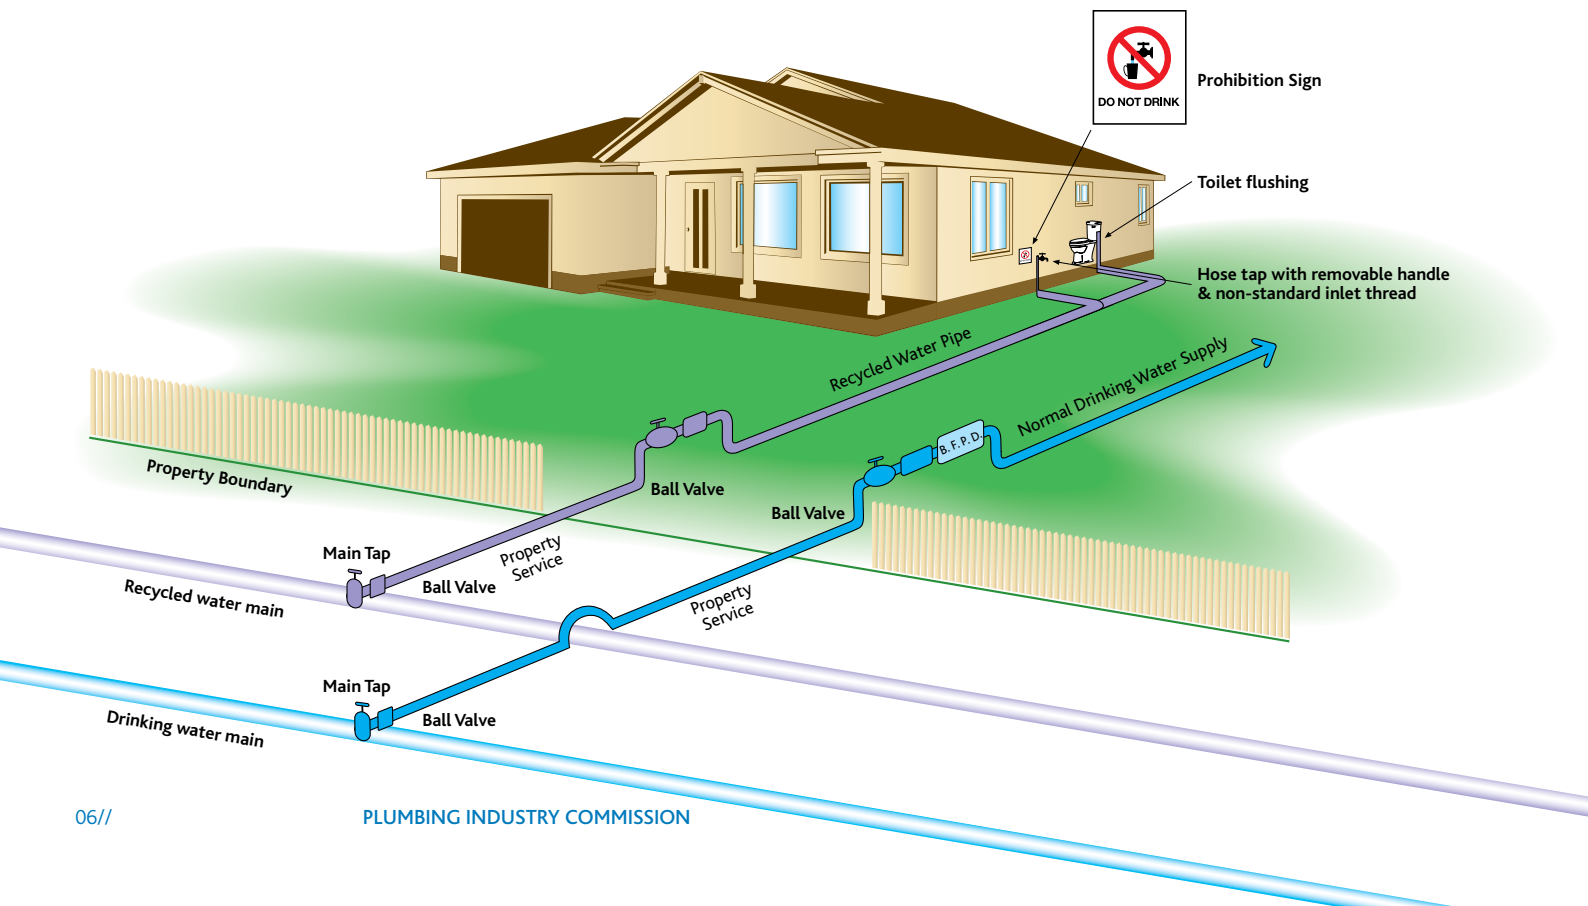 DO NOT DRINK
Prohibition Sign
Toilet flushing
Hose tap with removable handle
& non-standard inlet thread
Recycled Water Pipe
Normal Drinking Water Supply
B. F. P. D.
Property Boundary
Ball Valve
Ball Valve
Main Tap
Property
Service
Ball Valve
Recycled water main
Property
Service
Main Tap
Ball Valve
Drinking water main
06//
PLUMBING INDUSTRY COMMISSION